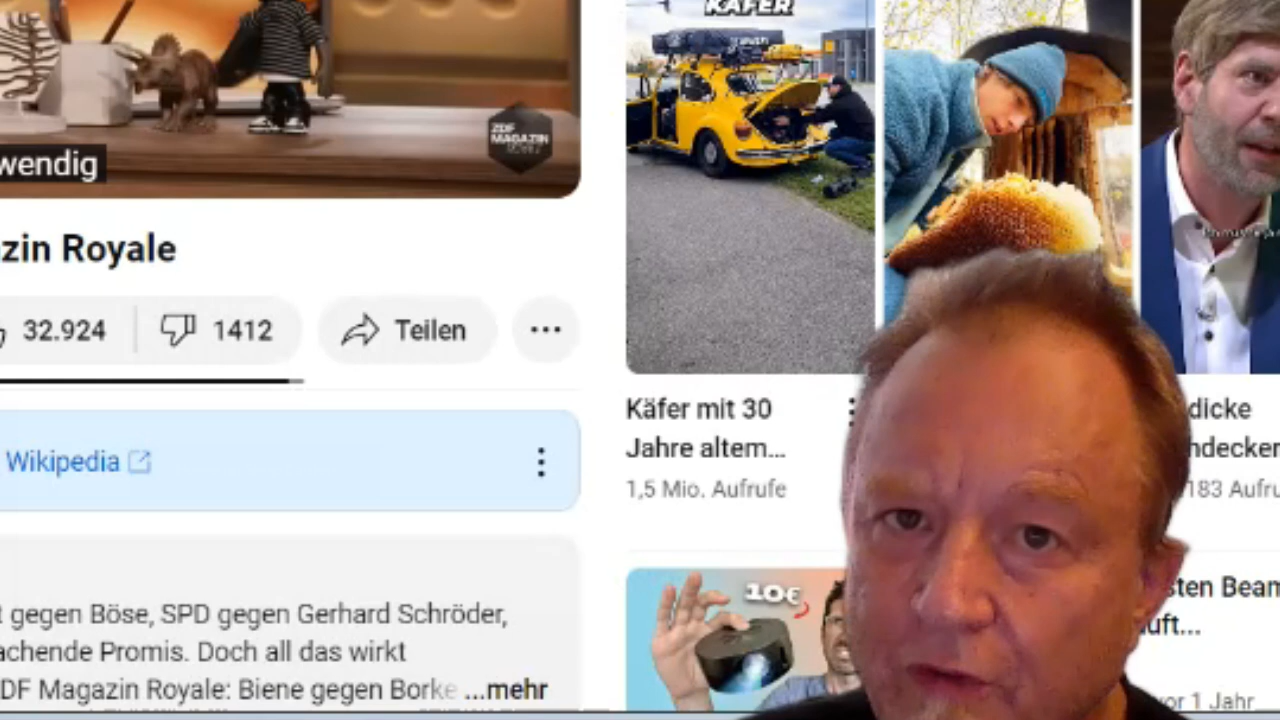 KÄFER
ZDF
MAGAZIN
wendig
zin Royale
32.924
1412
Teilen
Wikipedia
Käfer mit 30
Jahre altem...
1,5 Mio. Aufrufe
dicke
ndecken
183 Aufru
10€
gegen Böse, SPD gegen Gerhard Schröder,
achende Promis. Doch all das wirkt
DF Magazin Royale: Biene gegen Borke ...mehr
sten Beam
uft...
vor 1 Jahr